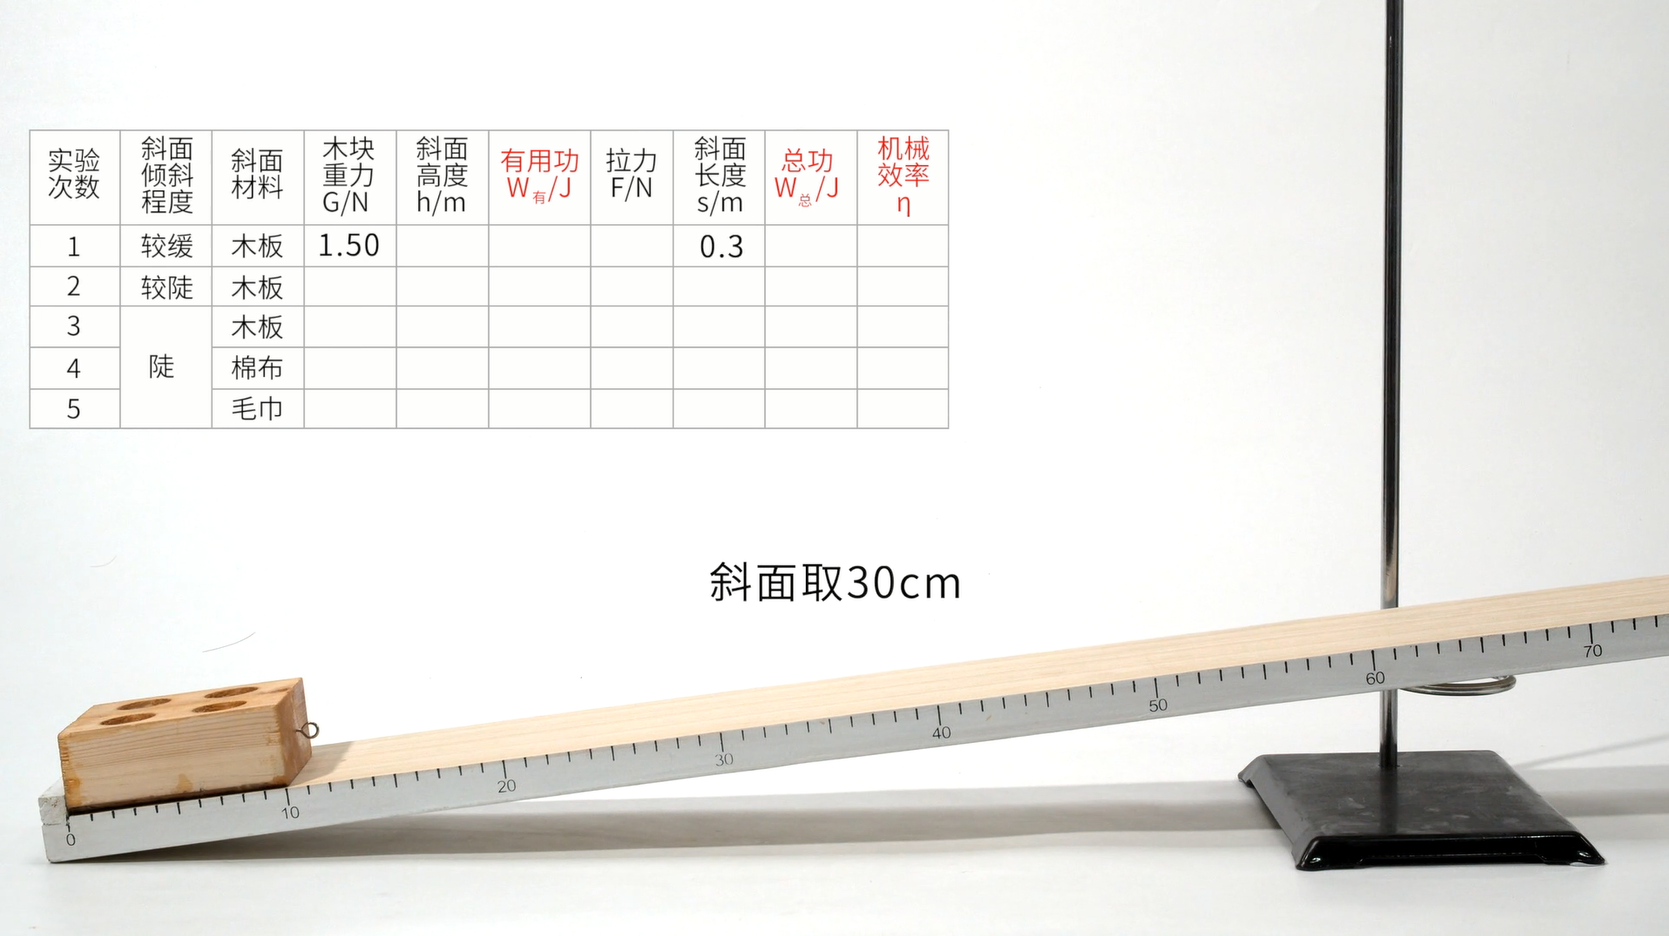 实验次数 斜面倾斜程度 斜面材料 木块重力G/N 斜面高度h/m 有用功W有/J 拉力F/N 斜面长度s/m 总功W总/J 机械效率η
1 较缓 木板 1.50 0.3
2 较陡 木板
3 陡 木板
4 棉布
5 毛巾
斜面取30cm
0 10 20 30 40 50 60 70